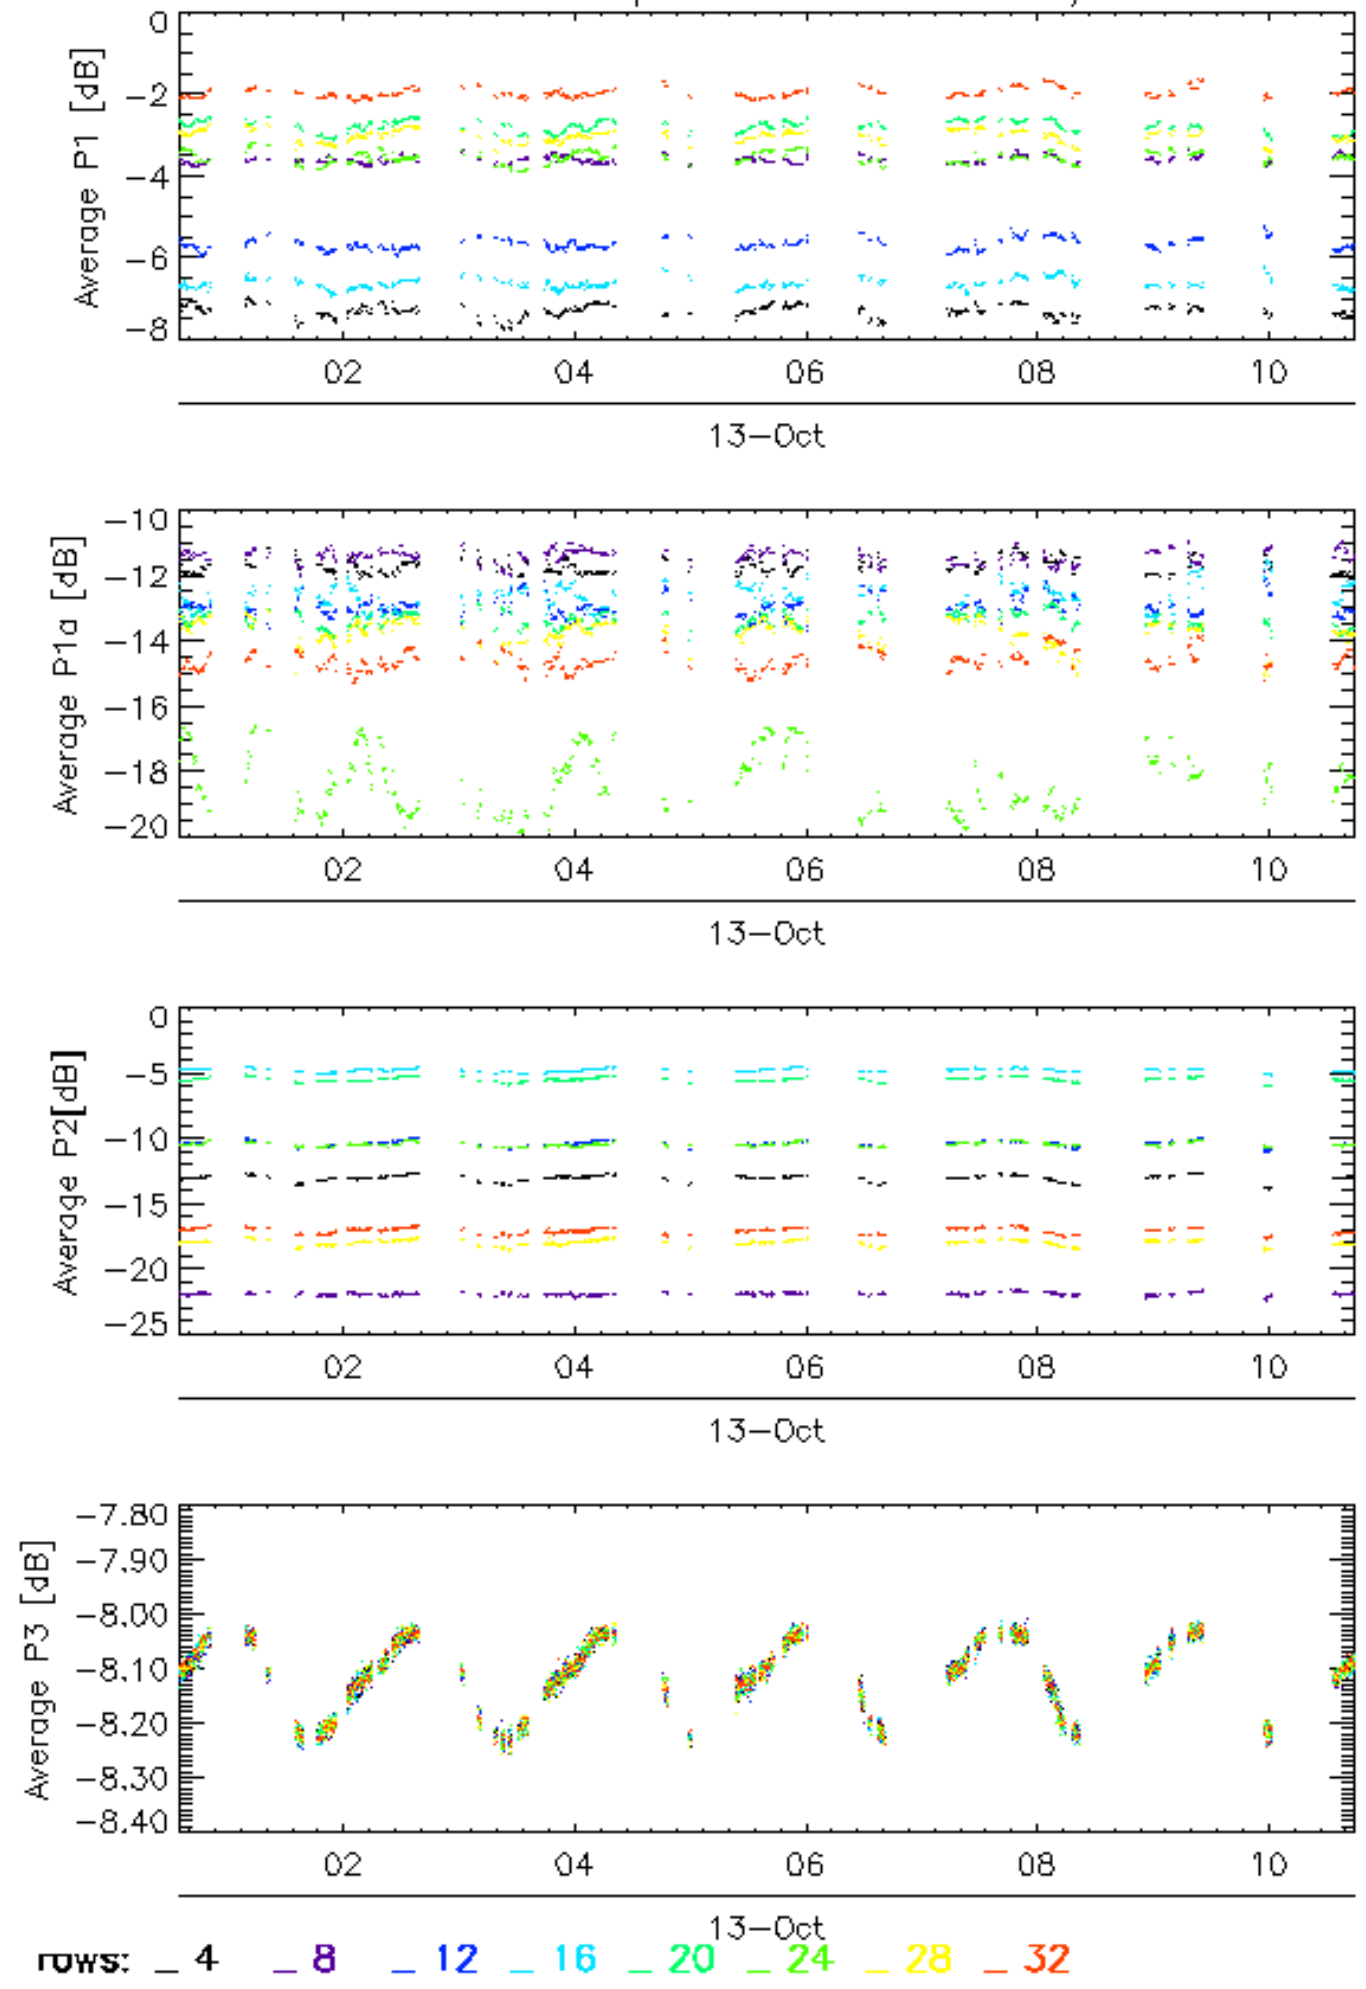 0
−2
−4
−6
−8
Average P1 [dB]
02 04 06 08 10
13−Oct
−10
−12
−14
−16
−18
−20
Average P1a [dB]
02 04 06 08 10
13−Oct
0
−5
−10
−15
−20
−25
Average P2[dB]
02 04 06 08 10
13−Oct
−7.80
−7.90
−8.00
−8.10
−8.20
−8.30
−8.40
Average P3 [dB]
02 04 06 08 10
13−Oct
rows: _ 4 _ 8 _ 12 _ 16 _ 20 _ 24 _ 28 _ 32